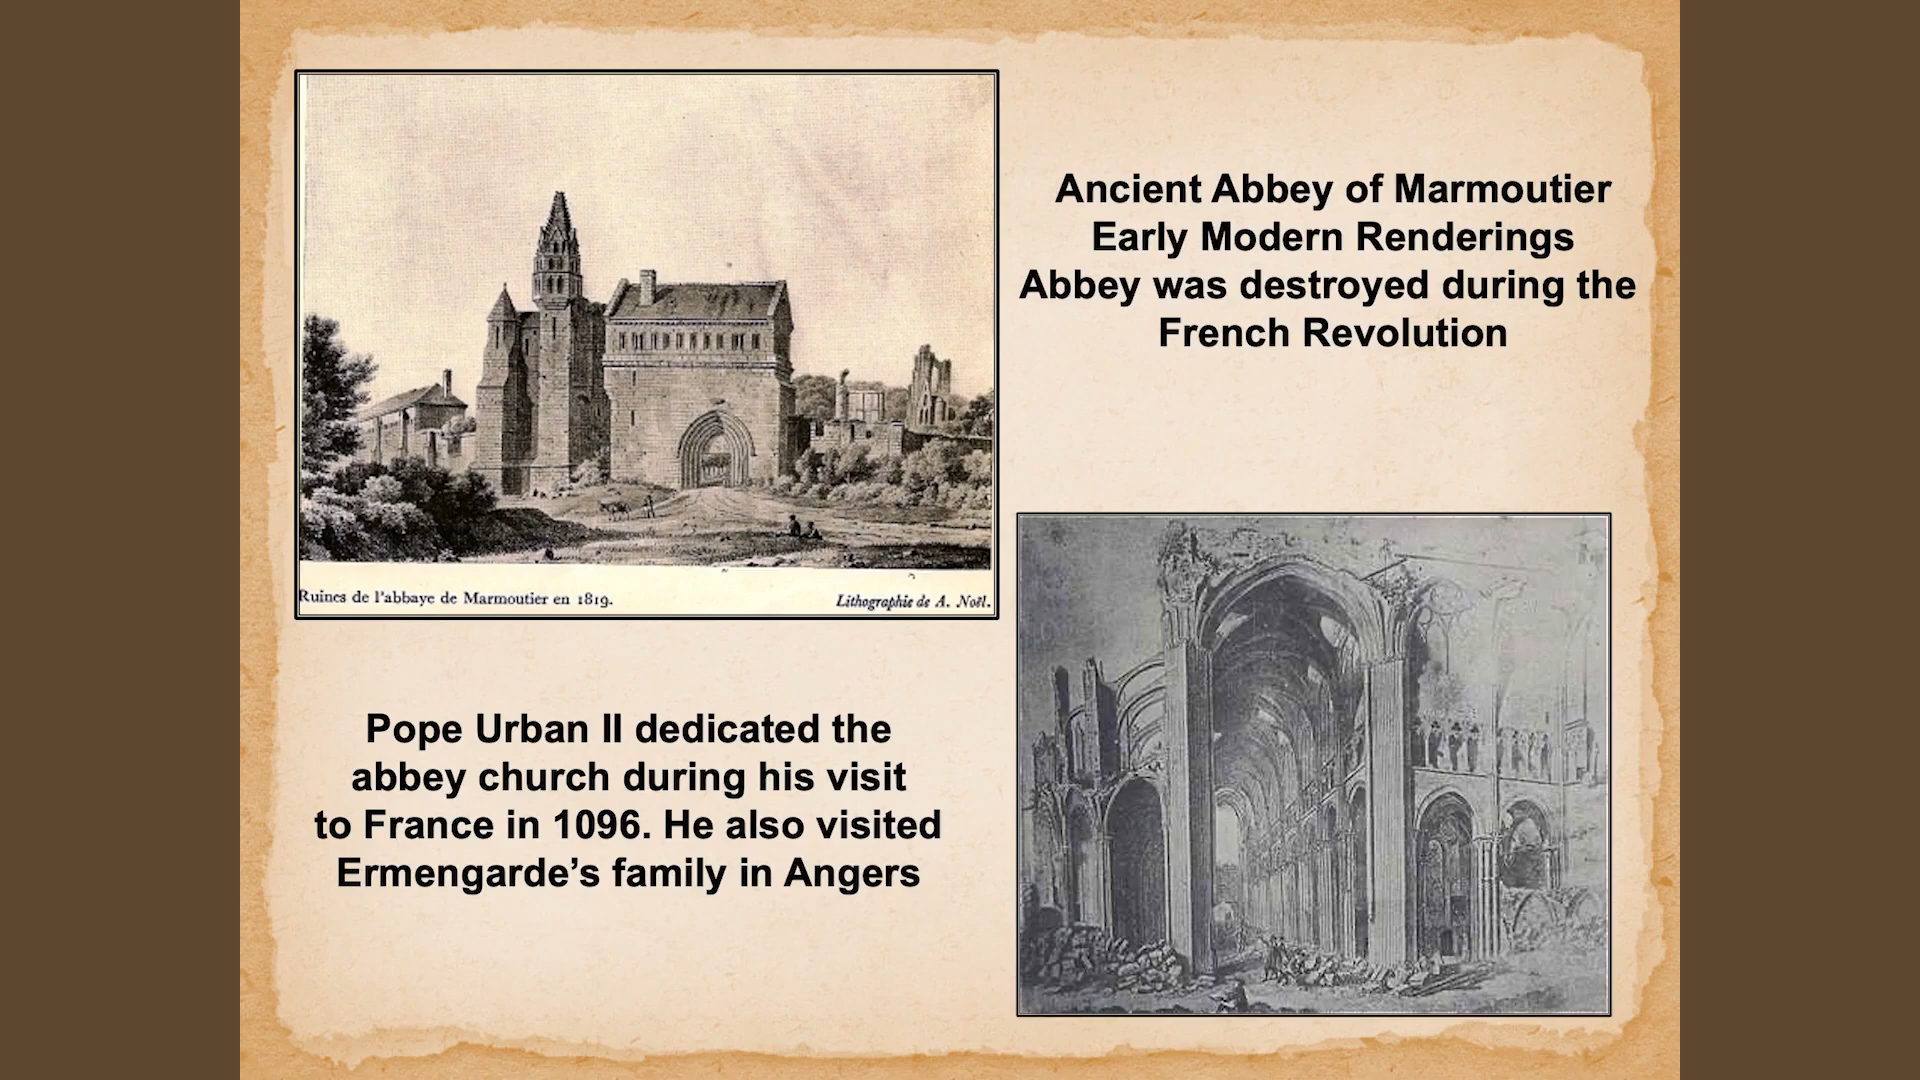 Ancient Abbey of Marmoutier
Early Modern Renderings
Abbey was destroyed during the
French Revolution
Ruines de l'abbaye de Marmoutier en 1819.
Lithographie de A. Noël.
Pope Urban II dedicated the
abbey church during his visit
to France in 1096. He also visited
Ermengarde’s family in Angers